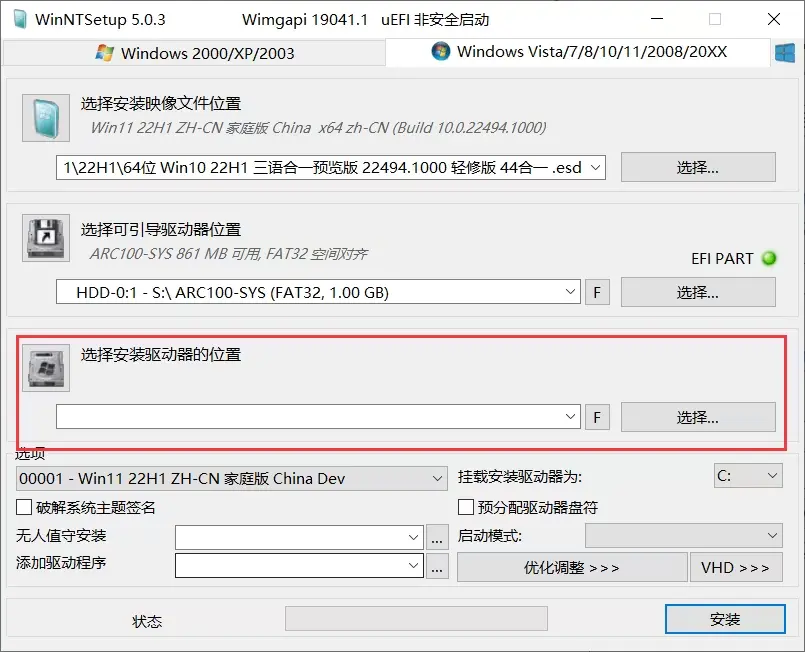 WinNTSetup 5.0.3 Wimgapi 19041.1 uEFI 非安全启动
Windows 2000/XP/2003 Windows Vista/7/8/10/11/2008/20XX
选择安装映像文件位置
Win11 22H1 ZH-CN 家庭版 China x64 zh-CN (Build 10.0.22494.1000)
1\22H1\64位 Win10 22H1 三语合一预览版 22494.1000 轻修版 44合一 .esd 选择...
选择可引导驱动器位置
ARC100-SYS 861 MB 可用, FAT32 空间对齐
EFI PART
HDD-0:1 - S:\ ARC100-SYS (FAT32, 1.00 GB) F 选择...
选择安装驱动器的位置
F 选择...
选项
00001 - Win11 22H1 ZH-CN 家庭版 China Dev 挂载安装驱动器为: C:
破解系统主题签名 预分配驱动器盘符
无人值守安装 ... 启动模式:
添加驱动程序 ... 优化调整 >>> VHD >>>
状态 安装